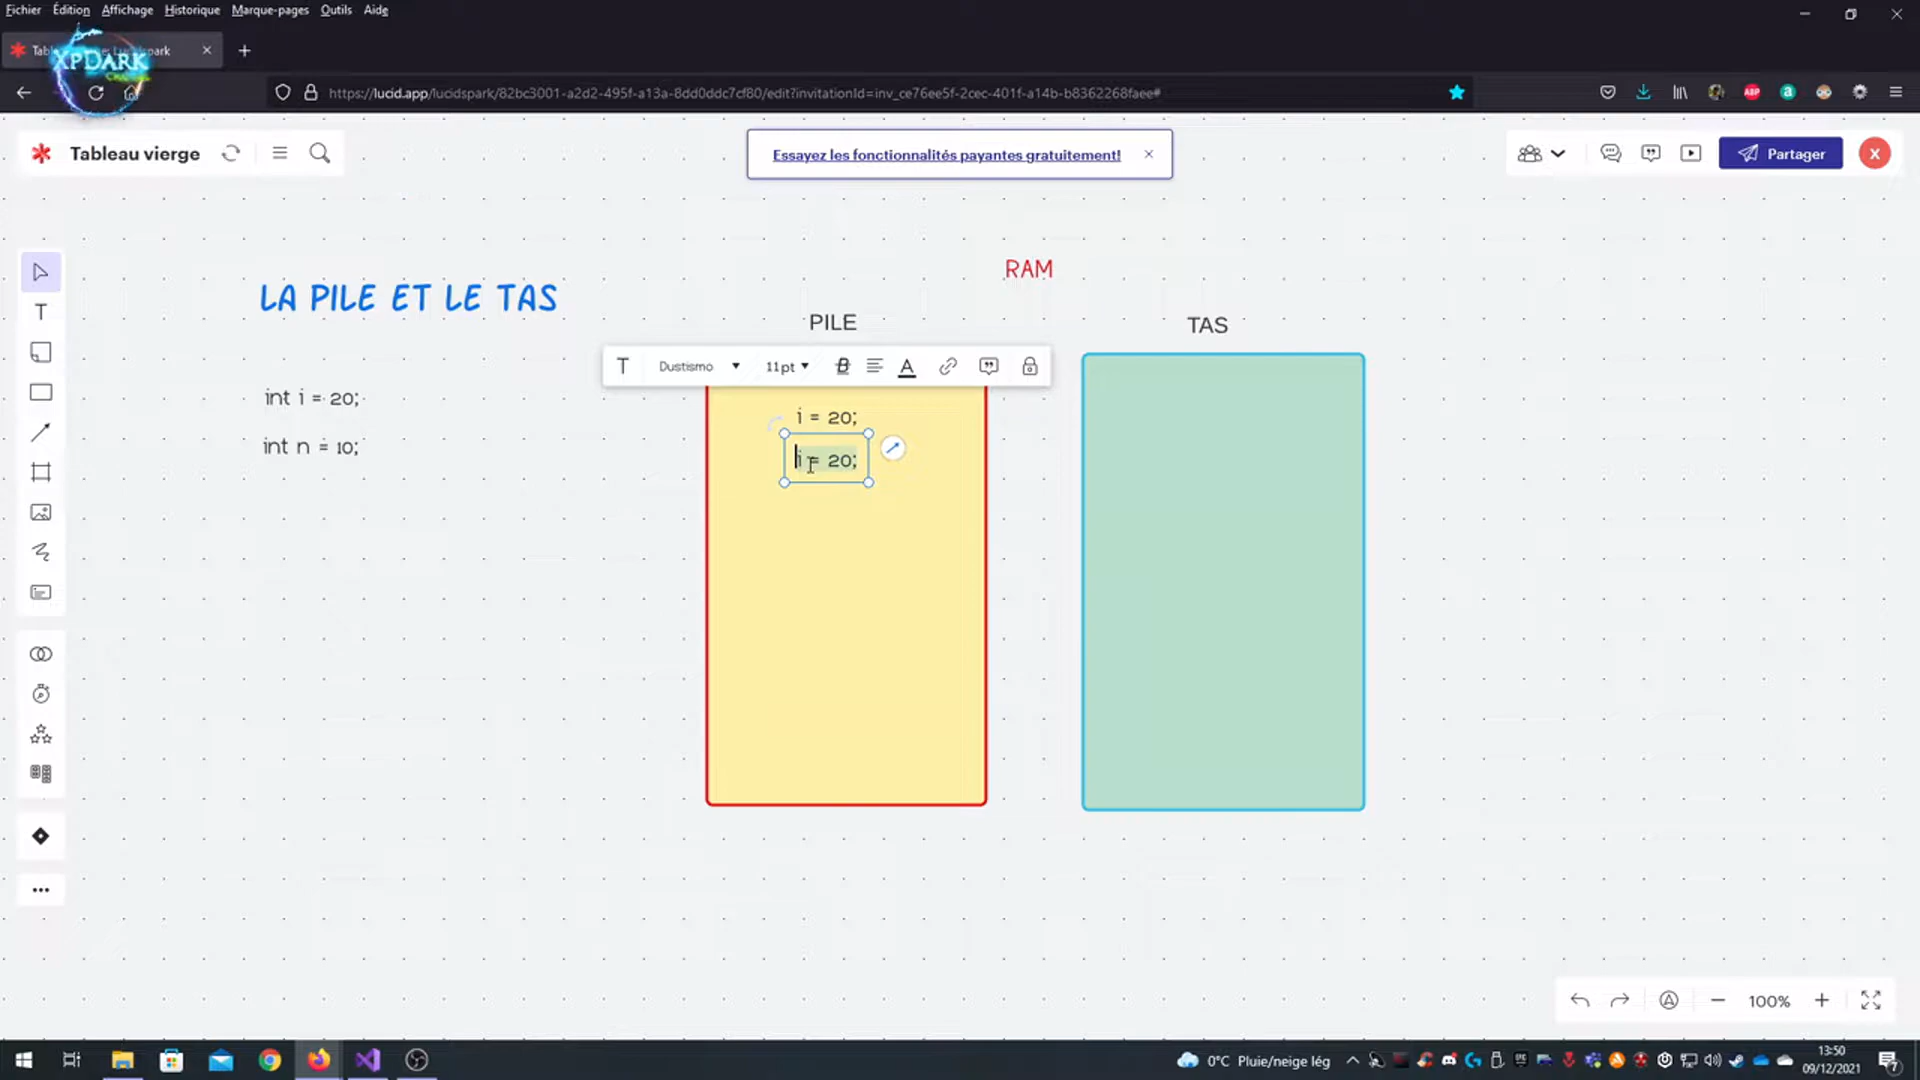 Fichier Édition Affichage Historique Marque-pages Outils Aide
XPDARK
https://lucid.app/lucidspark/82bc3001-a2d2-495f-a13a-8dd0ddc7cf80/edit?invitationId=inv_ce76ee5f-2cec-401f-a14b-b8362268faee#
Tableau vierge
Essayez les fonctionnalités payantes gratuitement!
Partager
X
RAM
LA PILE ET LE TAS
PILE
TAS
T
Dustismo
11pt
int i = 20;
i = 20;
int n = 10;
i = 20;
100%
0°C Pluie/neige lég
13:50
09/12/2021